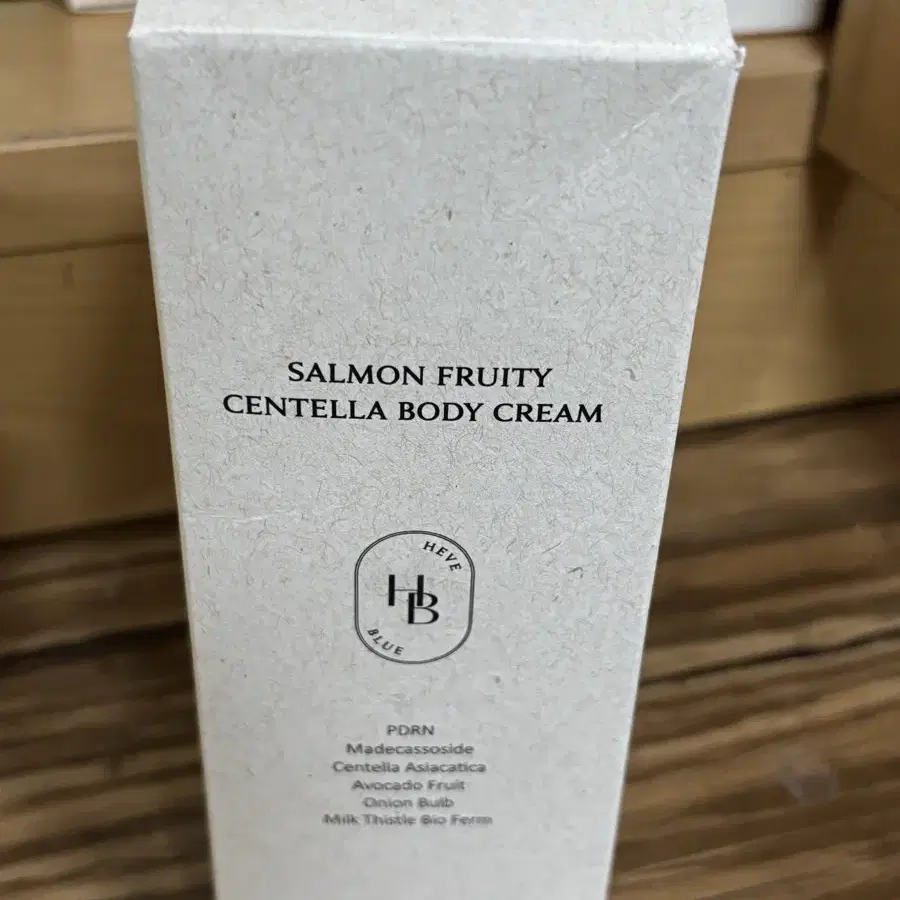 SALMON FRUITY
CENTELLA BODY CREAM
HEVE
HB
BLUE
PDRN
Madecassoside
Centella Asiacatica
Avocado Fruit
Onion Bulb
Milk Thistle Bio Ferm